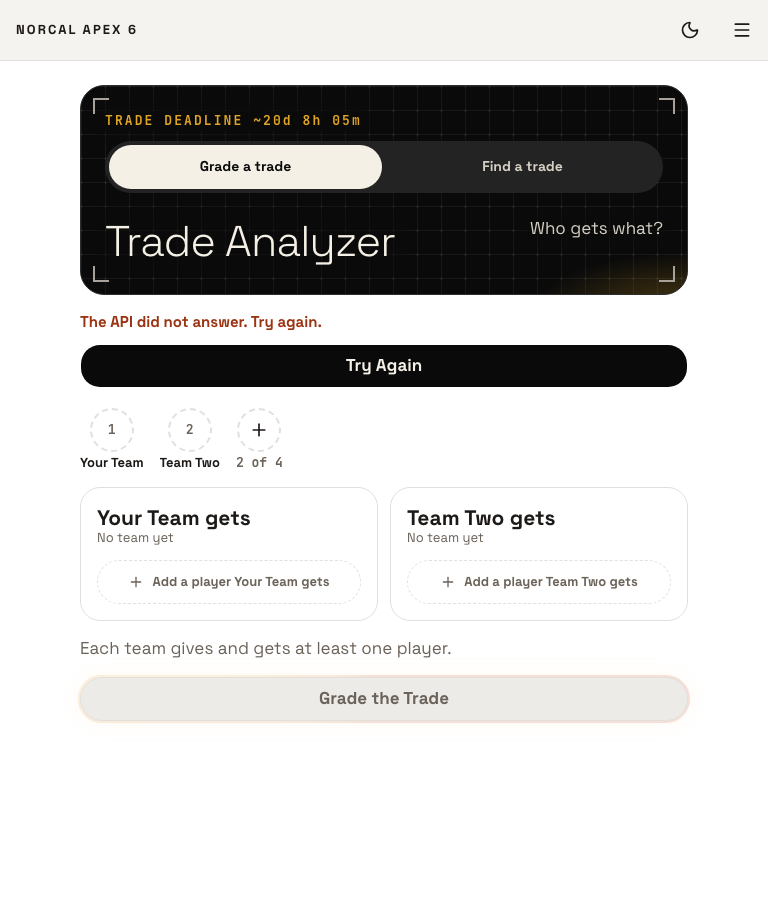 NORCAL APEX 6
TRADE DEADLINE ~20d 8h 05m
Grade a trade
Find a trade
Trade Analyzer
Who gets what?
The API did not answer. Try again.
Try Again
1
2
Your Team
Team Two
2 of 4
Your Team gets
No team yet
Add a player Your Team gets
Team Two gets
No team yet
Add a player Team Two gets
Each team gives and gets at least one player.
Grade the Trade